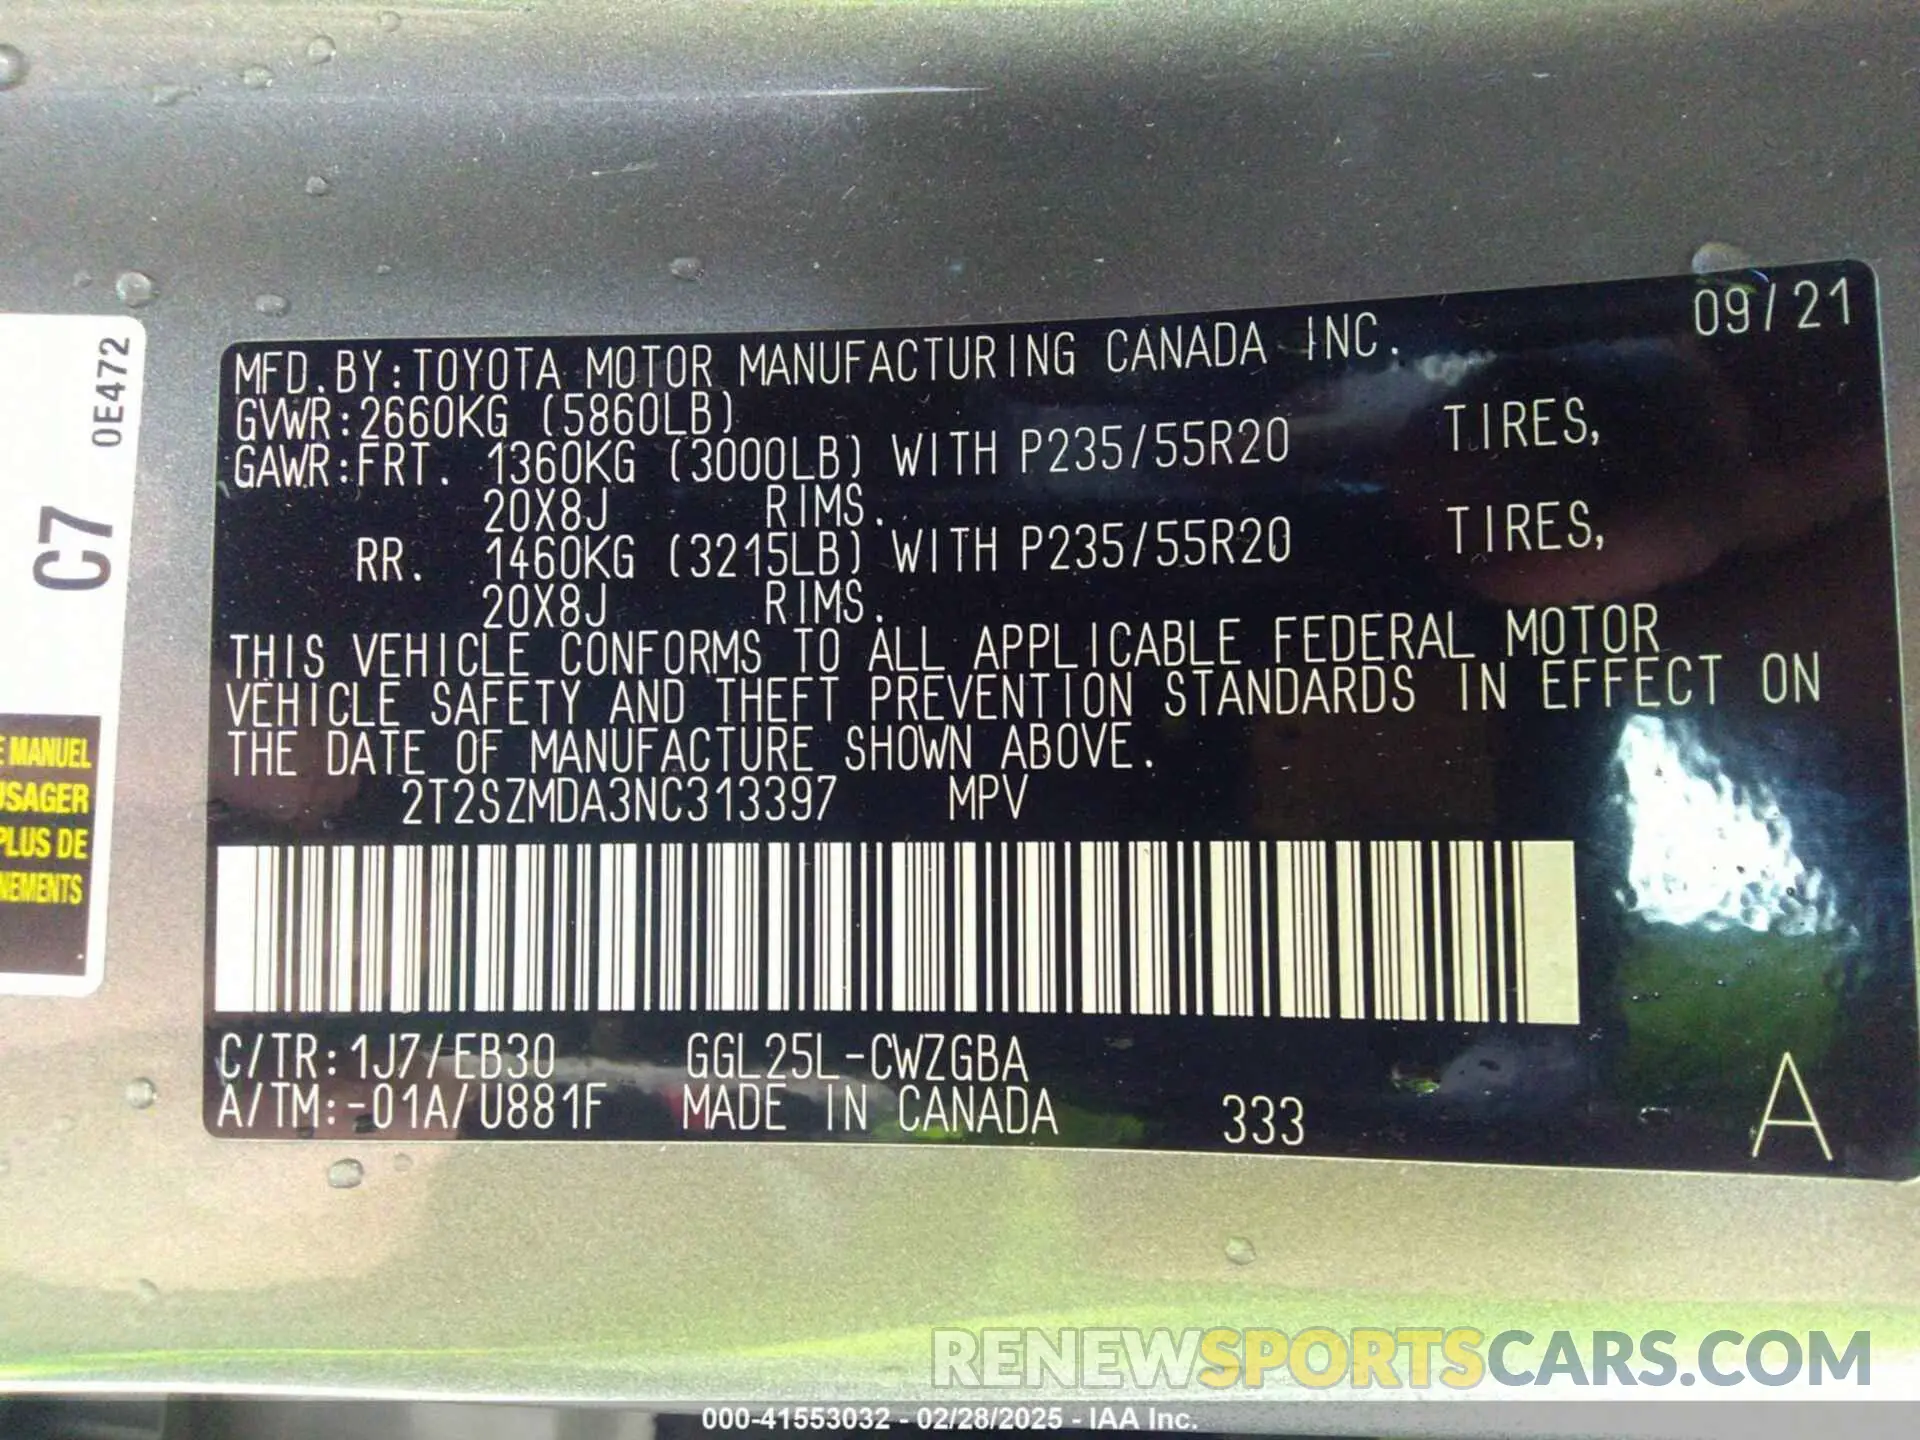 09/21
MFD.BY:TOYOTA MOTOR MANUFACTURING CANADA INC.
GVWR:2660KG (5860LB)
GAWR:FRT. 1360KG (3000LB) WITH P235/55R20 TIRES,
20X8J RIMS.
RR. 1460KG (3215LB) WITH P235/55R20 TIRES,
20X8J RIMS.
THIS VEHICLE CONFORMS TO ALL APPLICABLE FEDERAL MOTOR
VEHICLE SAFETY AND THEFT PREVENTION STANDARDS IN EFFECT ON
THE DATE OF MANUFACTURE SHOWN ABOVE.
2T2SZMDA3NC313397 MPV
C/TR:1J7/EB30 GGL25L-CWZGBA
A/TM:-01A/U881F MADE IN CANADA 333 A
0E472
C7
MANUEL
PLUS DE
RENEWSPORTSCARS.COM
000-41553032 - 02/28/2025 - IAA Inc.